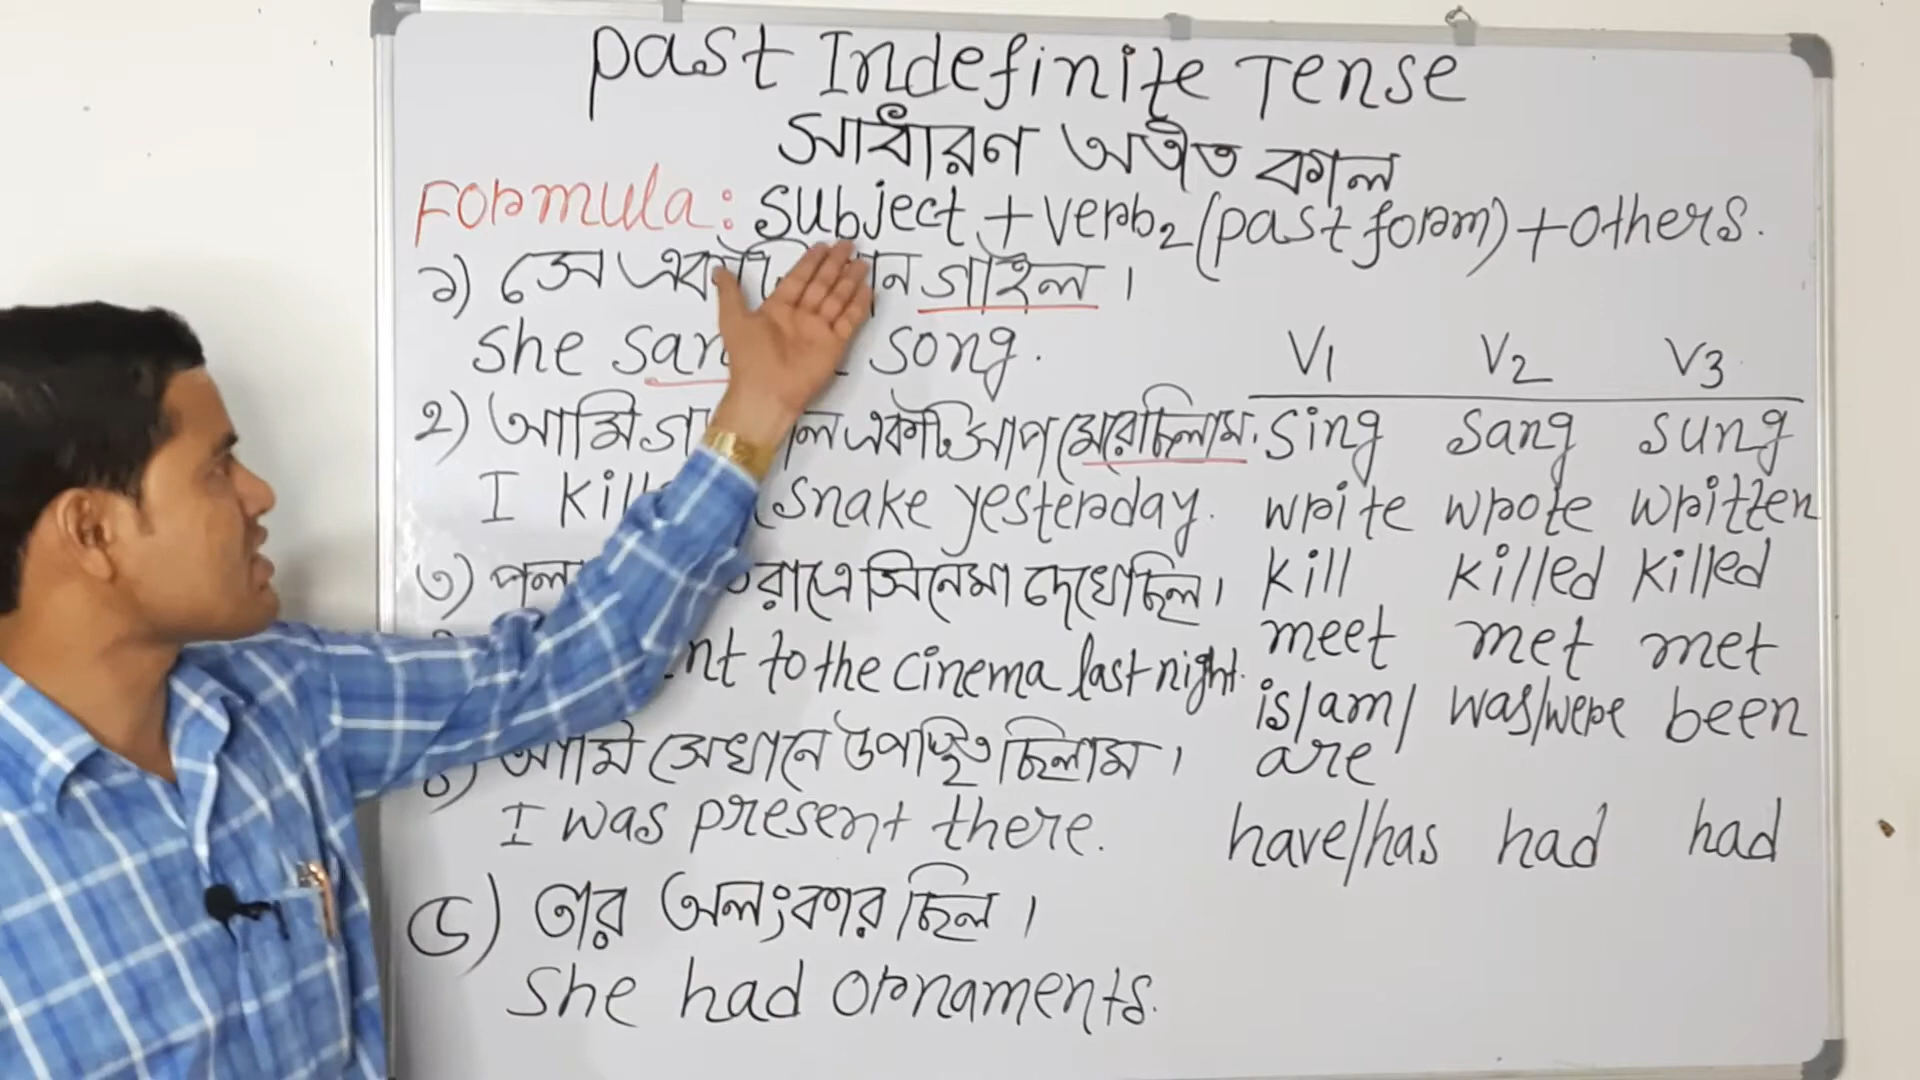 Past Indefinite Tense
সাধারণ অতীত কাল
Formula: Subject + Verb2 (past form) + others.
১) সে গাইল।
She song.
V1 V2 V3
২) আমি একটি সাপ মেরেছিলাম।
sing sang sung
I snake yesterday.
write wrote written
৩) রাত্রে সিনেমা দেখেছিল।
kill killed killed
to the cinema last night.
meet met met
is/am/ was/were been
are
আমি সেখানে উপস্থিত ছিলাম।
I was present there.
have/has had had
৫) তার অলংকার ছিল।
She had ornaments.